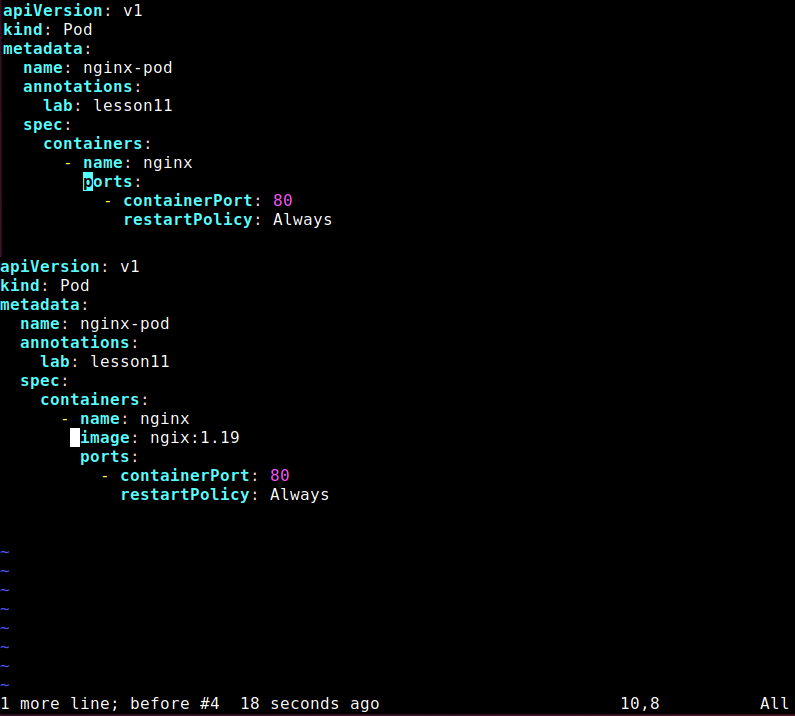 apiVersion: v1
kind: Pod
metadata:
  name: nginx-pod
  annotations:
    lab: lesson11
  spec:
    containers:
      - name: nginx
        ports:
          - containerPort: 80
            restartPolicy: Always
apiVersion: v1
kind: Pod
metadata:
  name: nginx-pod
  annotations:
    lab: lesson11
  spec:
    containers:
      - name: nginx
        image: ngix:1.19
        ports:
          - containerPort: 80
            restartPolicy: Always
~
~
~
~
~
~
~
~
1 more line; before #4  18 seconds ago                        10,8          All